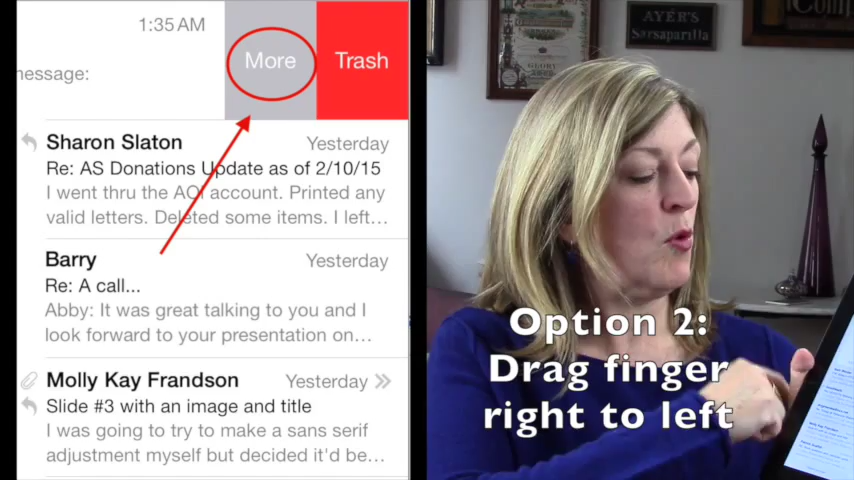 1:35 AM
More
Trash
nessage:
Sharon Slaton
Yesterday
Re: AS Donations Update as of 2/10/15
I went thru the AOI account. Printed any
valid letters. Deleted some items. I left...
Barry
Yesterday
Re: A call...
Abby: It was great talking to you and I
look forward to your presentation on...
Molly Kay Frandson
Yesterday
Slide #3 with an image and title
I was going to try to make a sans serif
adjustment myself but decided it'd be...
AYER'S
Sarsaparilla
GLORY
Option 2:
Drag finger
right to left